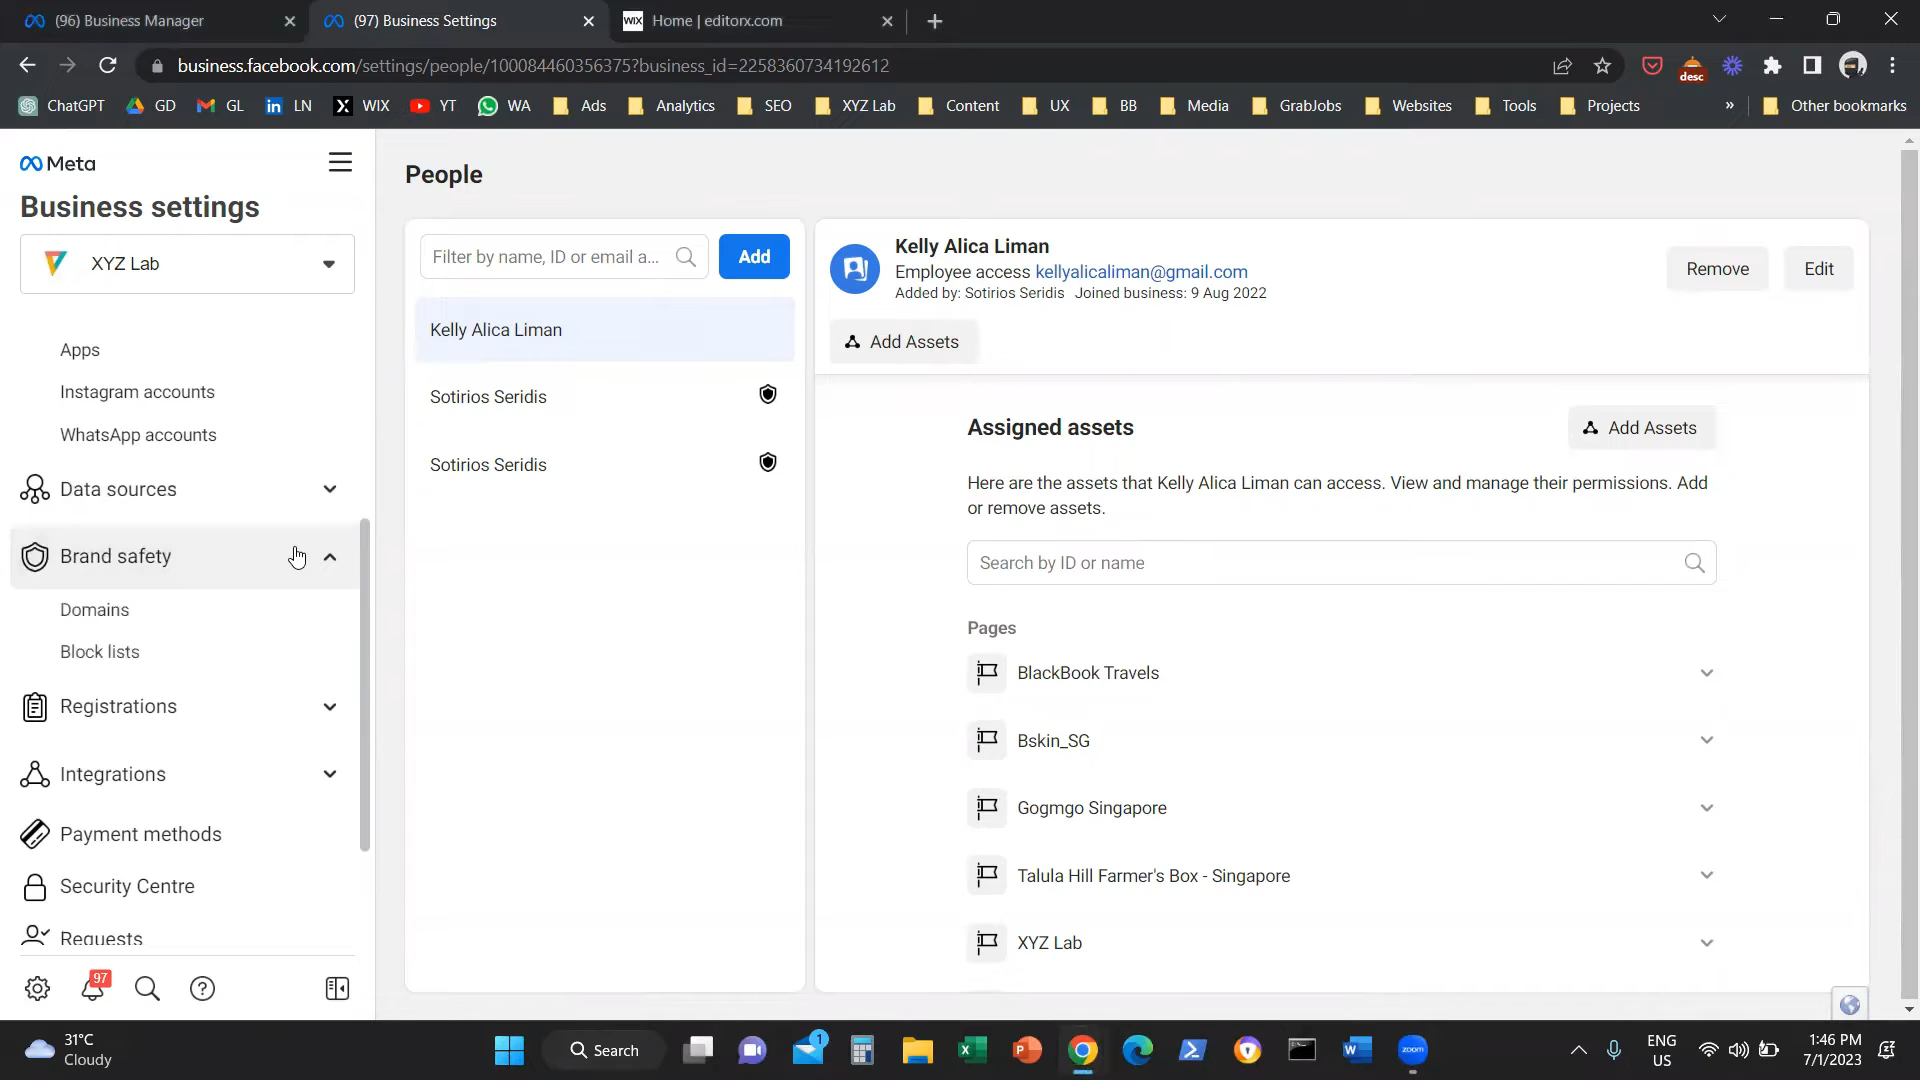 (96) Business Manager
(97) Business Settings
WIX
Home | editorx.com
business.facebook.com/settings/people/100084460356375?business_id=2258360734192612
desc
ChatGPT
GD
GL
LN
WIX
YT
WA
Ads
Analytics
SEO
XYZ Lab
Content
UX
BB
Media
GrabJobs
Websites
Tools
Projects
»
Other bookmarks
Meta
Business settings
XYZ Lab
Apps
Instagram accounts
WhatsApp accounts
Data sources
Brand safety
Domains
Block lists
Registrations
Integrations
Payment methods
Security Centre
Requests
97
People
Filter by name, ID or email a...
Add
Kelly Alica Liman
Sotirios Seridis
Sotirios Seridis
Kelly Alica Liman
Employee access kellyalicaliman@gmail.com
Added by: Sotirios Seridis Joined business: 9 Aug 2022
Remove
Edit
Add Assets
Assigned assets
Add Assets
Here are the assets that Kelly Alica Liman can access. View and manage their permissions. Add
or remove assets.
Search by ID or name
Pages
BlackBook Travels
Bskin_SG
Gogmgo Singapore
Talula Hill Farmer's Box - Singapore
XYZ Lab
31°C
Cloudy
Search
1
zoom
ENG
US
1:46 PM
7/1/2023